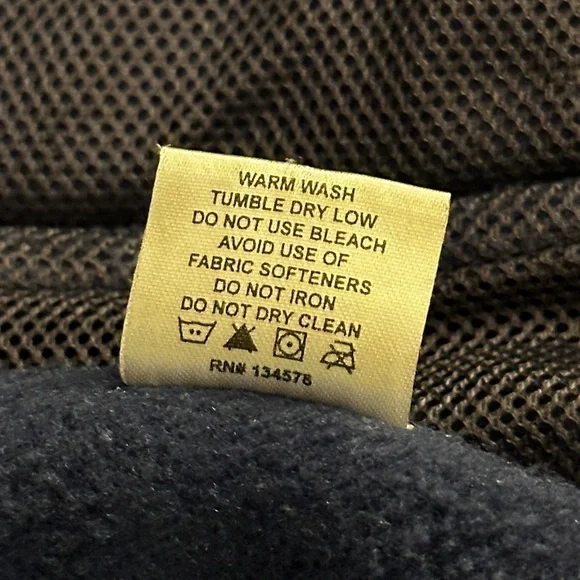 WARM WASH
TUMBLE DRY LOW
DO NOT USE BLEACH
AVOID USE OF
FABRIC SOFTENERS
DO NOT IRON
DO NOT DRY CLEAN
RN# 134578